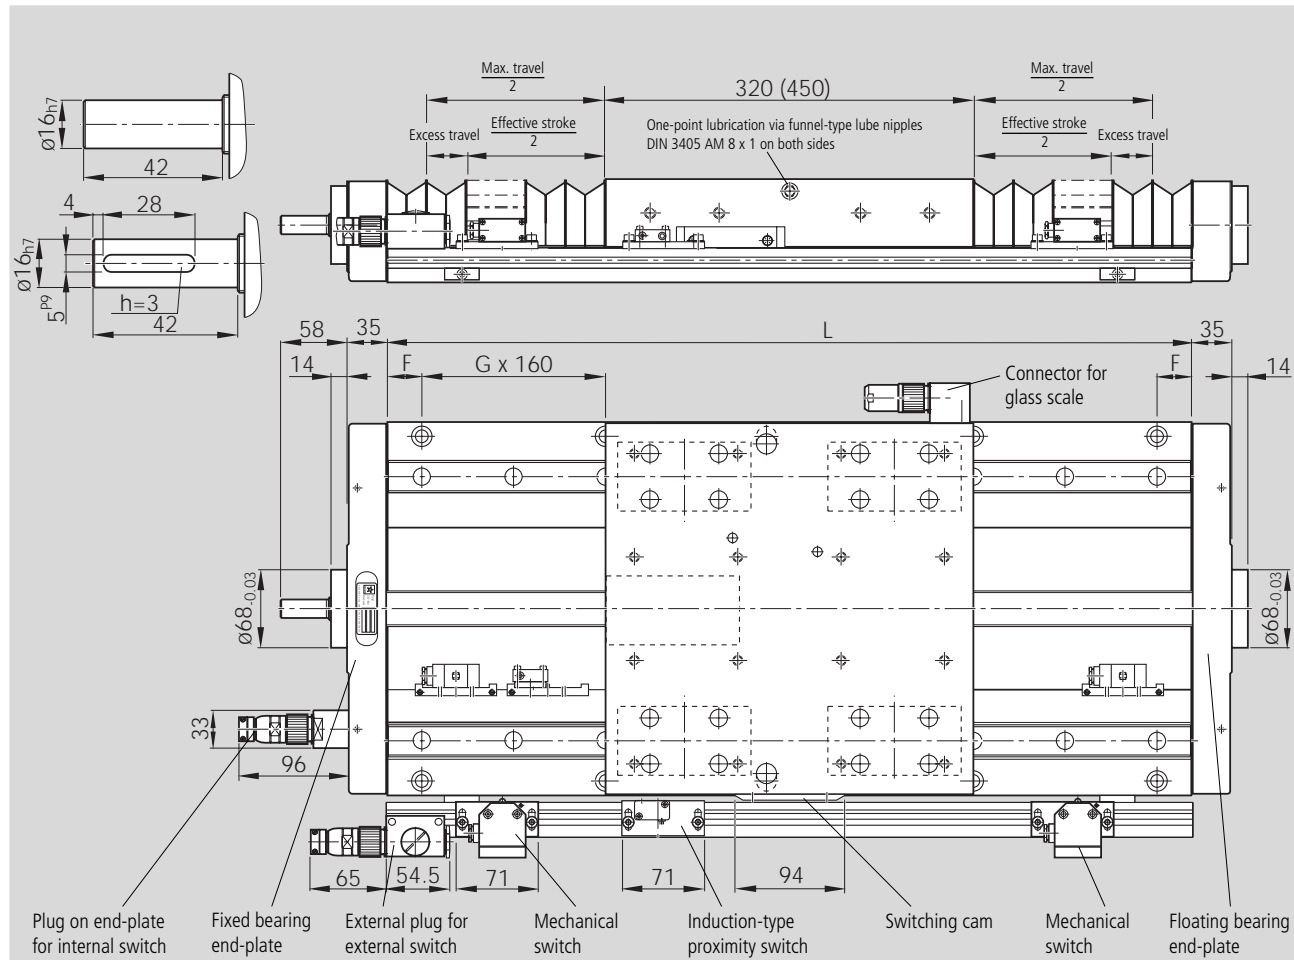 Max. travel
2
320 (450)
Max. travel
2
Excess travel
Effective stroke
2
One-point lubrication via funnel-type lube nipples
DIN 3405 AM 8 x 1 on both sides
Effective stroke
2
Excess travel
ø16h7
42
4
28
ø16h7
5P9
h=3
42
58
35
L
35
14
F
G x 160
F
14
Connector for
glass scale
ø68-0.03
ø68-0.03
33
96
65
54.5
71
71
94
Plug on end-plate
for internal switch
Fixed bearing
end-plate
External plug for
external switch
Mechanical
switch
Induction-type
proximity switch
Switching cam
Mechanical
switch
Floating bearing
end-plate